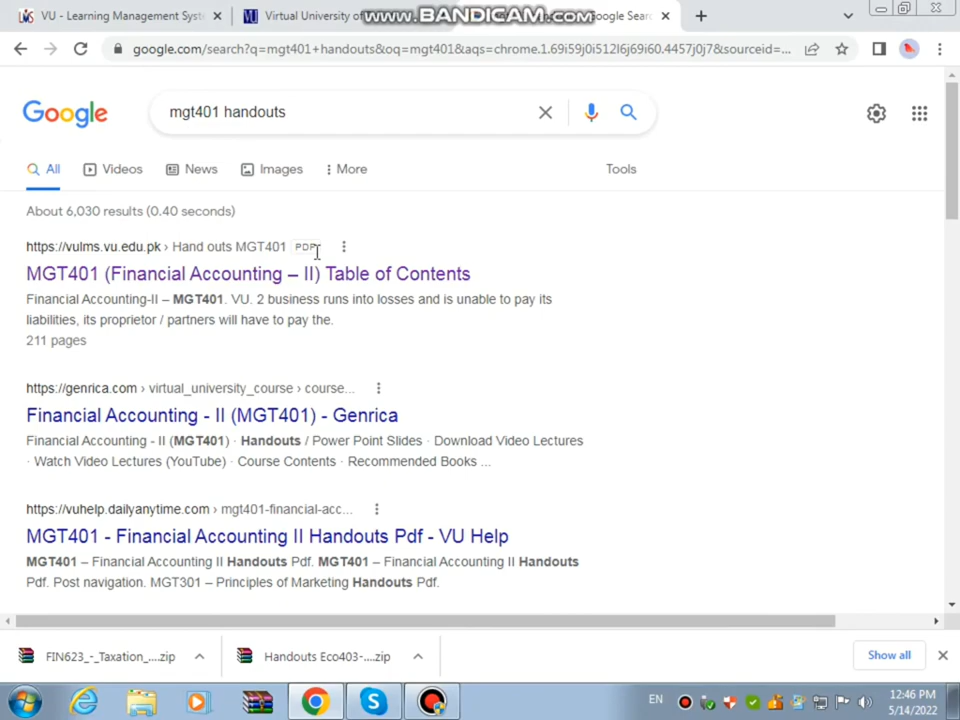 VU - Learning Management Syst
Virtual University of
www.BANDICAM.com
Google Sear
google.com/search?q=mgt401+handouts&oq=mgt401&aqs=chrome.1.69i59j0i512l6j69i60.4457j0j7&sourceid=...
Google
mgt401 handouts
All
Videos
News
Images
More
Tools
About 6,030 results (0.40 seconds)
https://vulms.vu.edu.pk › Hand outs MGT401 PDF
MGT401 (Financial Accounting – II) Table of Contents
Financial Accounting-II – MGT401. VU. 2 business runs into losses and is unable to pay its
liabilities, its proprietor / partners will have to pay the.
211 pages
https://genrica.com › virtual_university_course › course...
Financial Accounting - II (MGT401) - Genrica
Financial Accounting - II (MGT401) · Handouts / Power Point Slides · Download Video Lectures
· Watch Video Lectures (YouTube) · Course Contents · Recommended Books ...
https://vuhelp.dailyanytime.com › mgt401-financial-acc...
MGT401 - Financial Accounting II Handouts Pdf - VU Help
MGT401 – Financial Accounting II Handouts Pdf. MGT401 – Financial Accounting II Handouts
Pdf. Post navigation. MGT301 – Principles of Marketing Handouts Pdf.
FIN623_-_Taxation_....zip
Handouts Eco403-....zip
Show all
EN
12:46 PM
5/14/2022